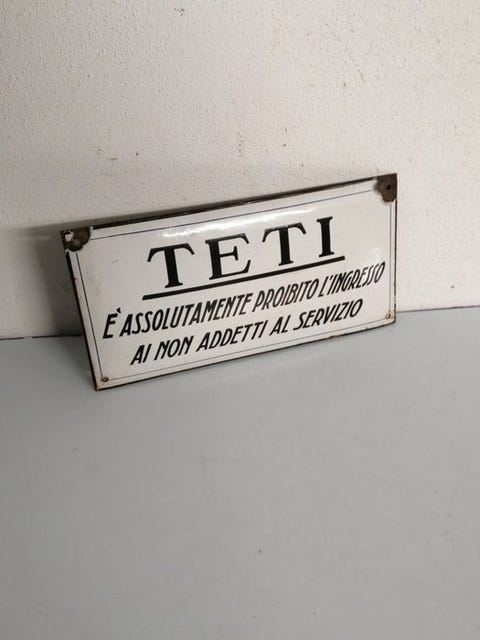 TETI
È ASSOLUTAMENTE PROIBITO L'INGRESSO
AI NON ADDETTI AL SERVIZIO